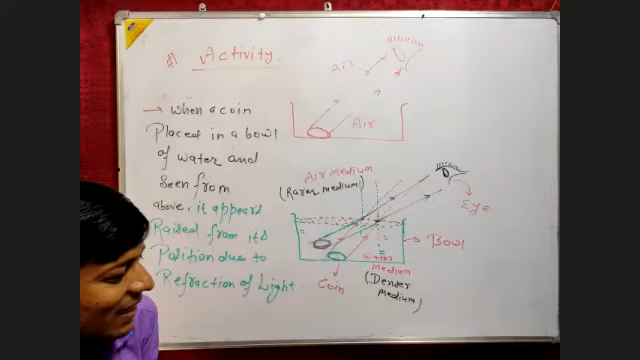 1) Activity
→ when a coin
Placed in a bowl
of water and
seen from
above, it appears
Raised from its
Position due to
Refraction of Light.
Air
Air
Air medium
(Rarer medium)
Eye
Bowl
water
medium
(Denser
medium)
Coin